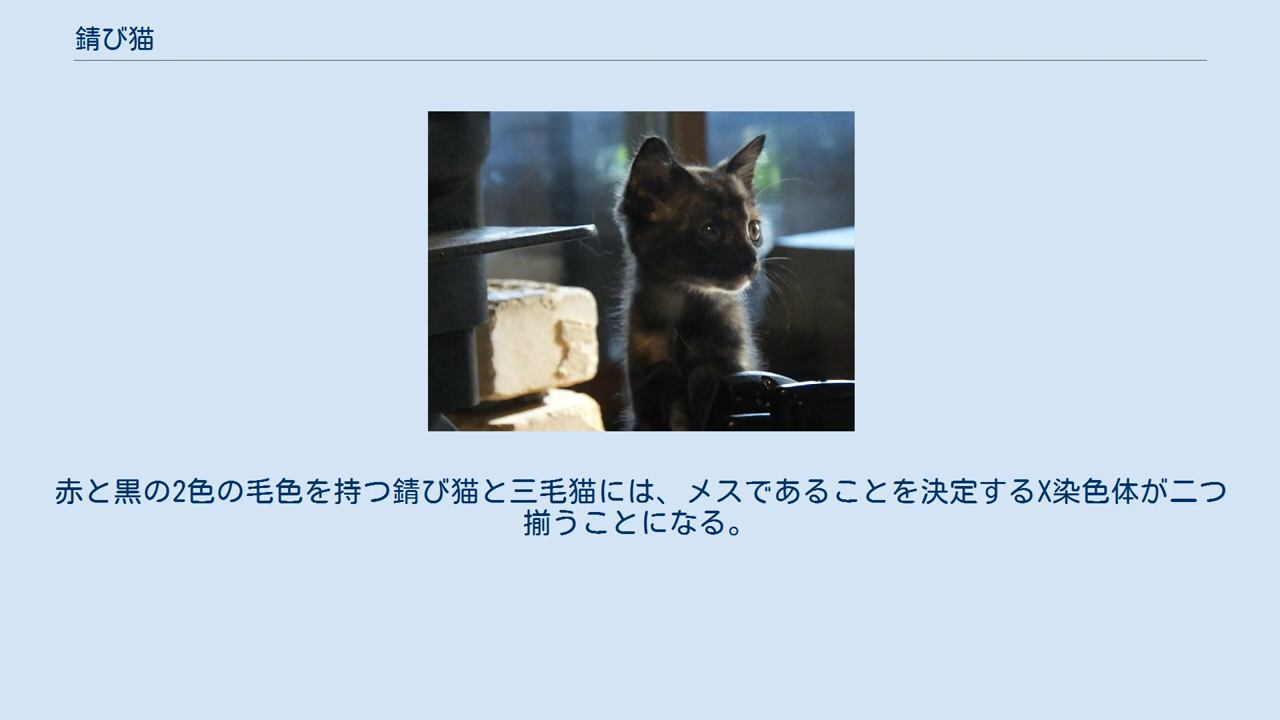 錆び猫
赤と黒の2色の毛色を持つ錆び猫と三毛猫には、メスであることを決定するX染色体が二つ
揃うことになる。